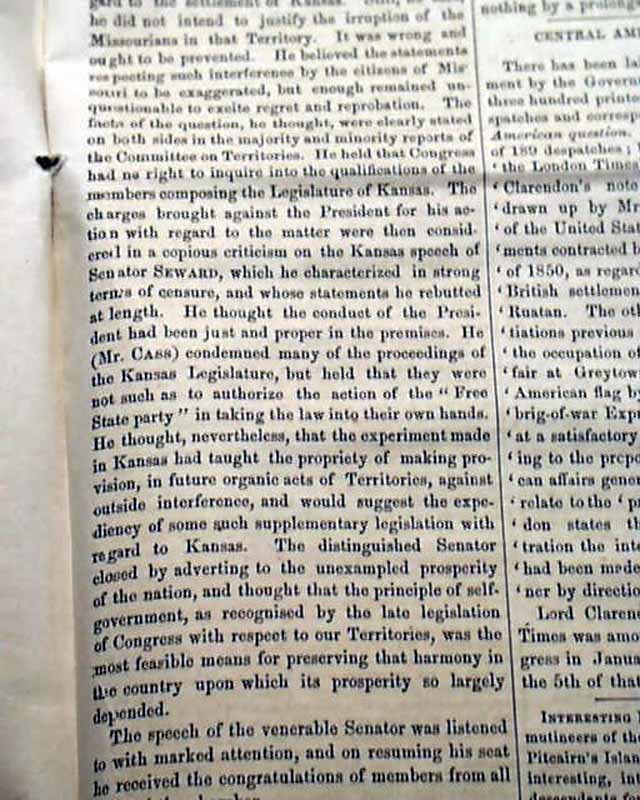 gard to the settlement of Kansas.
he did not intend to justify the irruption of the
Missourians in that Territory. It was wrong and
ought to be prevented. He believed the statements
respecting such interference by the citizens of Mis-
souri to be exaggerated, but enough remained un-
questionable to excite regret and reprobation. The
facts of the question, he thought, were clearly stated
on both sides in the majority and minority reports of
the Committee on Territories. He held that Congress
had no right to inquire into the qualifications of the
members composing the Legislature of Kansas. The
charges brought against the President for his ac-
tion with regard to the matter were then consid-
ered in a copious criticism on the Kansas speech of
Senator SEWARD, which he characterized in strong
terms of censure, and whose statements he rebutted
at length. He thought the conduct of the Presi-
dent had been just and proper in the premises. He
(Mr. CASS) condemned many of the proceedings of
the Kansas Legislature, but held that they were
not such as to authorize the action of the "Free
State party" in taking the law into their own hands.
He thought, nevertheless, that the experiment made
in Kansas had taught the propriety of making pro-
vision, in future organic acts of Territories, against
outside interference, and would suggest the expe-
diency of some such supplementary legislation with
regard to Kansas. The distinguished Senator
closed by adverting to the unexampled prosperity
of the nation, and thought that the principle of self-
government, as recognised by the late legislation
of Congress with respect to our Territories, was the
most feasible means for preserving that harmony in
the country upon which its prosperity so largely
depended.
The speech of the venerable Senator was listened
to with marked attention, and on resuming his seat
he received the congratulations of members from all
nothing by a prolong
CENTRAL AME
There has been lai
ment by the Govern
three hundred printe
spatches and corresp
American question.
of 189 despatches;
'the London Times
'Clarendon's note
'drawn up by Mr
'of the United Stat
'ments contracted b
'of 1850, as regard
'British settlemen
'Ruatan. The oth
'tiations previous
'the occupation of
'fair at Greytow
'American flag by
'brig-of-war Expr
'at a satisfactory
'ing to the prepo
'can affairs gener
'relate to the 'p
'don states th
'tration the inte
'had been made
'ner by directio
Lord Claren
Times was amo
gress in Janua
the 5th of that
INTERESTING
mutineers of the
Pitcairn's Islan
interesting, int
descendants fo